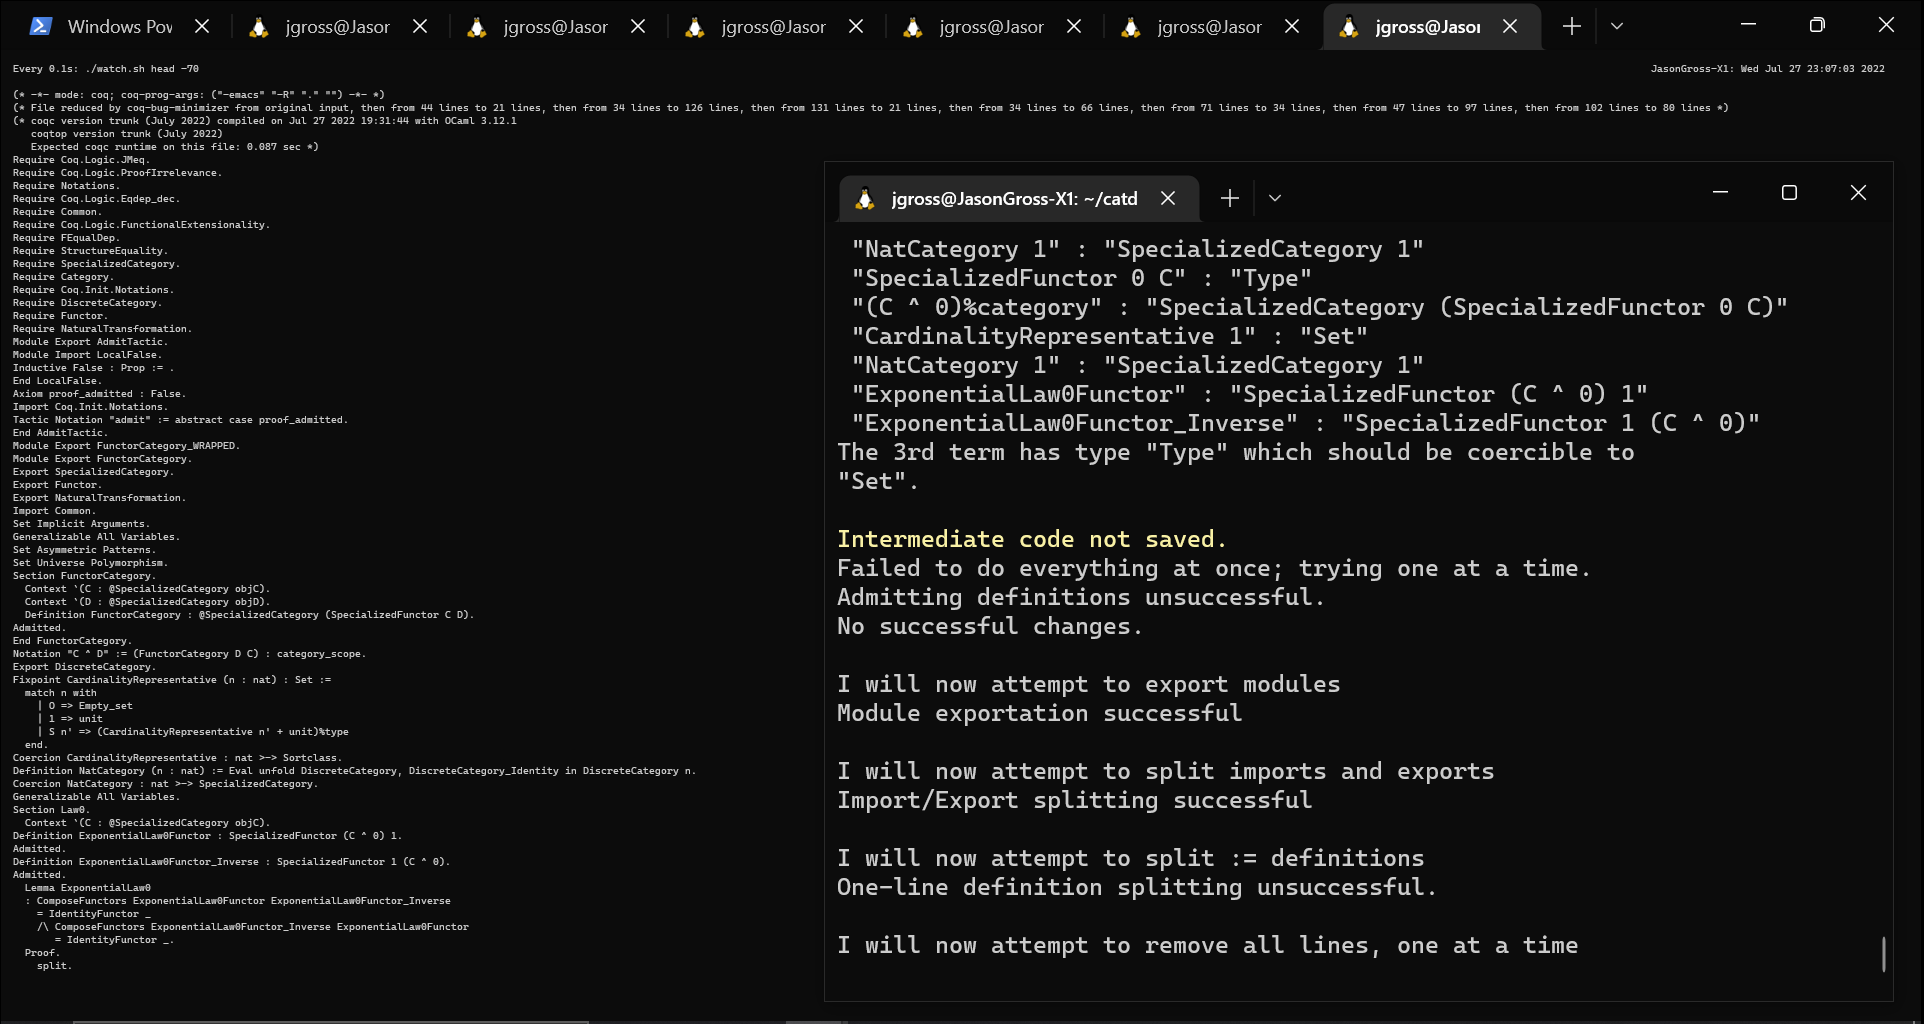 Windows Pow
jgross@Jasor
jgross@Jasor
jgross@Jasor
jgross@Jasor
jgross@Jasor
jgross@Jasor
Every 0.1s: ./watch.sh head -70
JasonGross-X1: Wed Jul 27 23:07:03 2022
(* -*- mode: coq; coq-prog-args: ("-emacs" "-R" "." "") -*- *)
(* File reduced by coq-bug-minimizer from original input, then from 44 lines to 21 lines, then from 34 lines to 126 lines, then from 131 lines to 21 lines, then from 34 lines to 66 lines, then from 71 lines to 34 lines, then from 47 lines to 97 lines, then from 102 lines to 80 lines *)
(* coqc version trunk (July 2022) compiled on Jul 27 2022 19:31:44 with OCaml 3.12.1
   coqtop version trunk (July 2022)
   Expected coqc runtime on this file: 0.087 sec *)
Require Coq.Logic.JMeq.
Require Coq.Logic.ProofIrrelevance.
Require Notations.
Require Coq.Logic.Eqdep_dec.
Require Common.
Require Coq.Logic.FunctionalExtensionality.
Require FEqualDep.
Require StructureEquality.
Require SpecializedCategory.
Require Category.
Require Coq.Init.Notations.
Require DiscreteCategory.
Require Functor.
Require NaturalTransformation.
Module Export AdmitTactic.
Module Import LocalFalse.
Inductive False : Prop := .
End LocalFalse.
Axiom proof_admitted : False.
Import Coq.Init.Notations.
Tactic Notation "admit" := abstract case proof_admitted.
End AdmitTactic.
Module Export FunctorCategory_WRAPPED.
Module Export FunctorCategory.
Export SpecializedCategory.
Export Functor.
Export NaturalTransformation.
Import Common.
Set Implicit Arguments.
Generalizable All Variables.
Set Asymmetric Patterns.
Set Universe Polymorphism.
Section FunctorCategory.
  Context `(C : @SpecializedCategory objC).
  Context `(D : @SpecializedCategory objD).
  Definition FunctorCategory : @SpecializedCategory (SpecializedFunctor C D).
Admitted.
End FunctorCategory.
Notation "C ^ D" := (FunctorCategory D C) : category_scope.
Export DiscreteCategory.
Fixpoint CardinalityRepresentative (n : nat) : Set :=
  match n with
    | O => Empty_set
    | 1 => unit
    | S n' => (CardinalityRepresentative n' + unit)%type
  end.
Coercion CardinalityRepresentative : nat >-> Sortclass.
Definition NatCategory (n : nat) := Eval unfold DiscreteCategory, DiscreteCategory_Identity in DiscreteCategory n.
Coercion NatCategory : nat >-> SpecializedCategory.
Generalizable All Variables.
Section Law0.
  Context `(C : @SpecializedCategory objC).
Definition ExponentialLaw0Functor : SpecializedFunctor (C ^ 0) 1.
Admitted.
Definition ExponentialLaw0Functor_Inverse : SpecializedFunctor 1 (C ^ 0).
Admitted.
  Lemma ExponentialLaw0
  : ComposeFunctors ExponentialLaw0Functor ExponentialLaw0Functor_Inverse
    = IdentityFunctor _
    /\ ComposeFunctors ExponentialLaw0Functor_Inverse ExponentialLaw0Functor
       = IdentityFunctor _.
  Proof.
    split.
jgross@JasonGross-X1: ~/catd
 "NatCategory 1" : "SpecializedCategory 1"
 "SpecializedFunctor 0 C" : "Type"
 "(C ^ 0)%category" : "SpecializedCategory (SpecializedFunctor 0 C)"
 "CardinalityRepresentative 1" : "Set"
 "NatCategory 1" : "SpecializedCategory 1"
 "ExponentialLaw0Functor" : "SpecializedFunctor (C ^ 0) 1"
 "ExponentialLaw0Functor_Inverse" : "SpecializedFunctor 1 (C ^ 0)"
The 3rd term has type "Type" which should be coercible to
"Set".
Intermediate code not saved.
Failed to do everything at once; trying one at a time.
Admitting definitions unsuccessful.
No successful changes.
I will now attempt to export modules
Module exportation successful
I will now attempt to split imports and exports
Import/Export splitting successful
I will now attempt to split := definitions
One-line definition splitting unsuccessful.
I will now attempt to remove all lines, one at a time